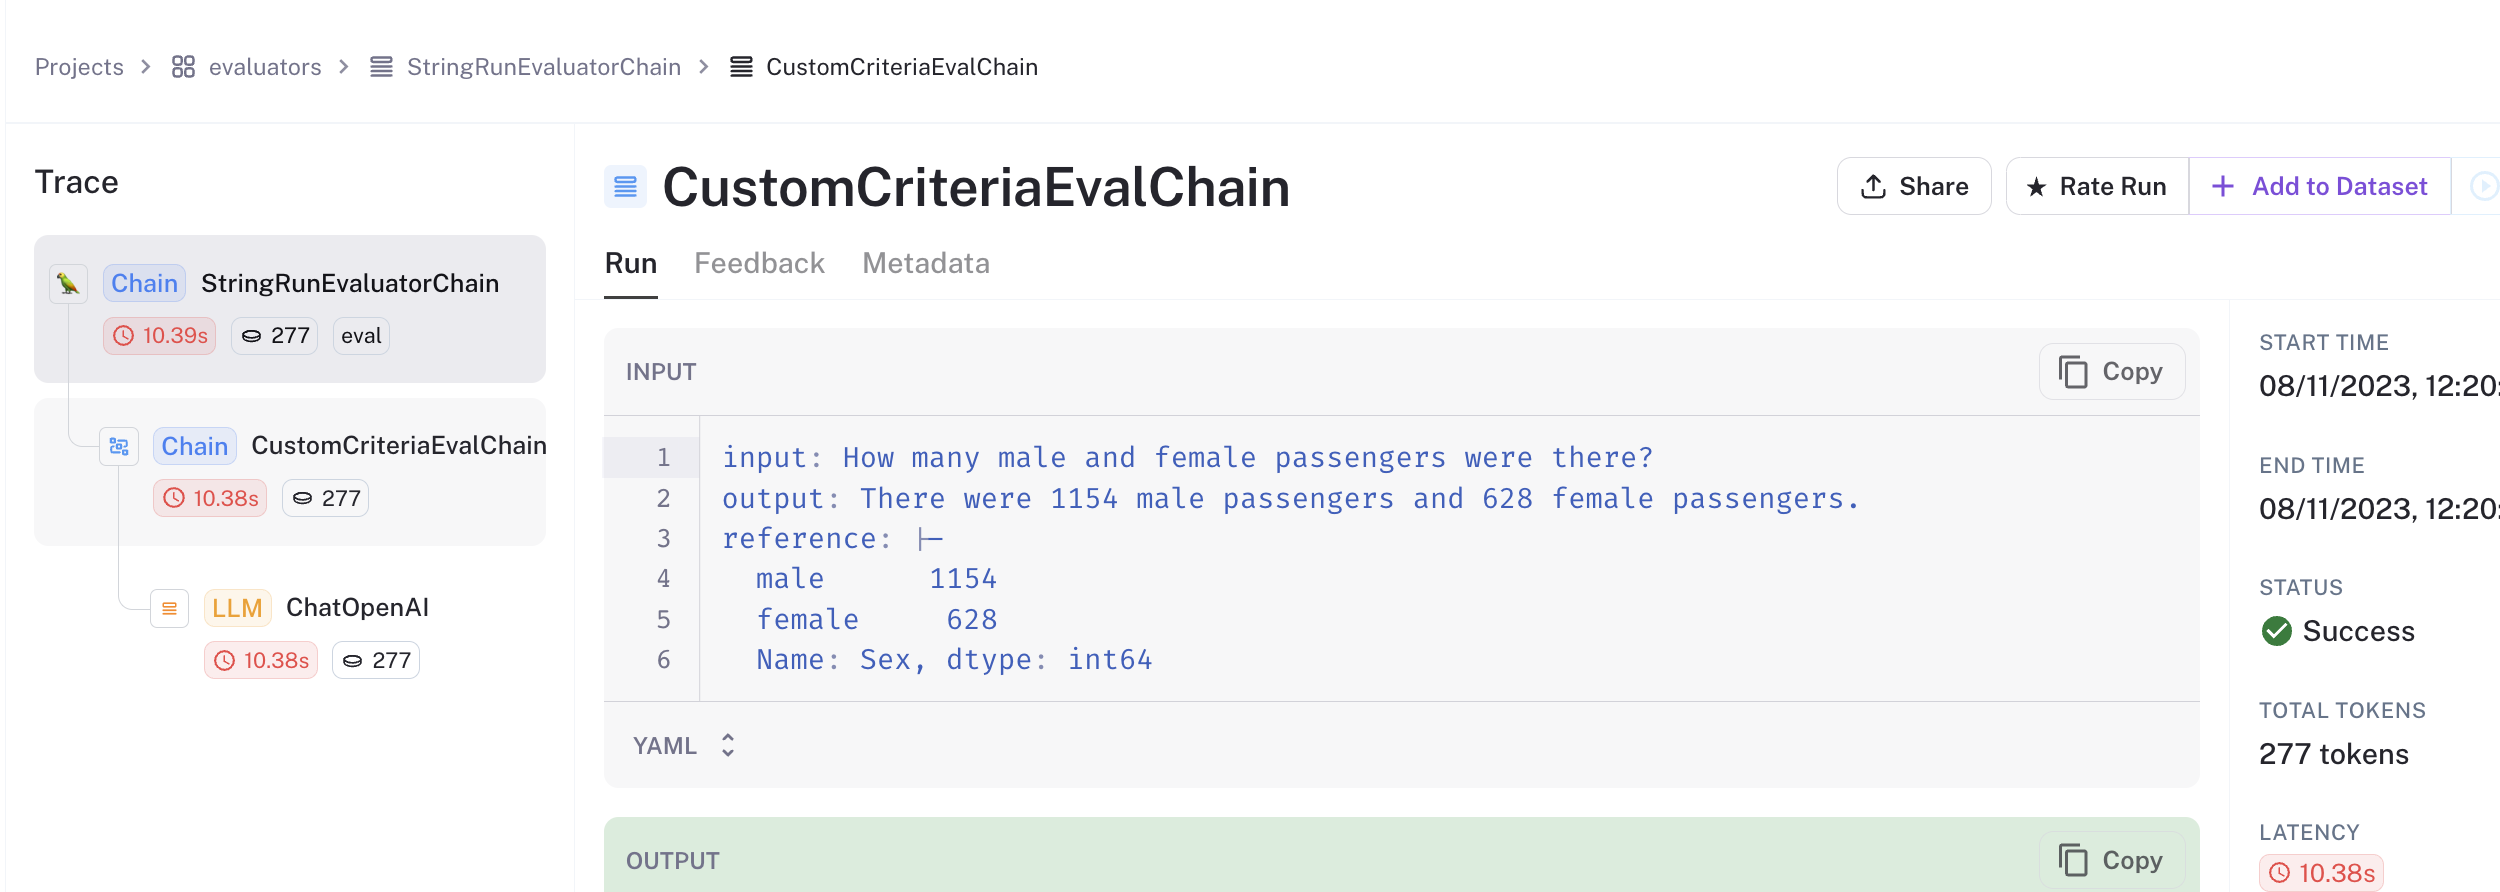 Projects > evaluators > StringRunEvaluatorChain > CustomCriteriaEvalChain
Trace
Chain StringRunEvaluatorChain
10.39s 277 eval
Chain CustomCriteriaEvalChain
10.38s 277
LLM ChatOpenAI
10.38s 277
CustomCriteriaEvalChain
Share
★ Rate Run
+ Add to Dataset
Run Feedback Metadata
INPUT
Copy
1 input: How many male and female passengers were there?
2 output: There were 1154 male passengers and 628 female passengers.
3 reference: |-
4 male 1154
5 female 628
6 Name: Sex, dtype: int64
YAML
OUTPUT
Copy
START TIME
08/11/2023, 12:20:
END TIME
08/11/2023, 12:20:
STATUS
Success
TOTAL TOKENS
277 tokens
LATENCY
10.38s